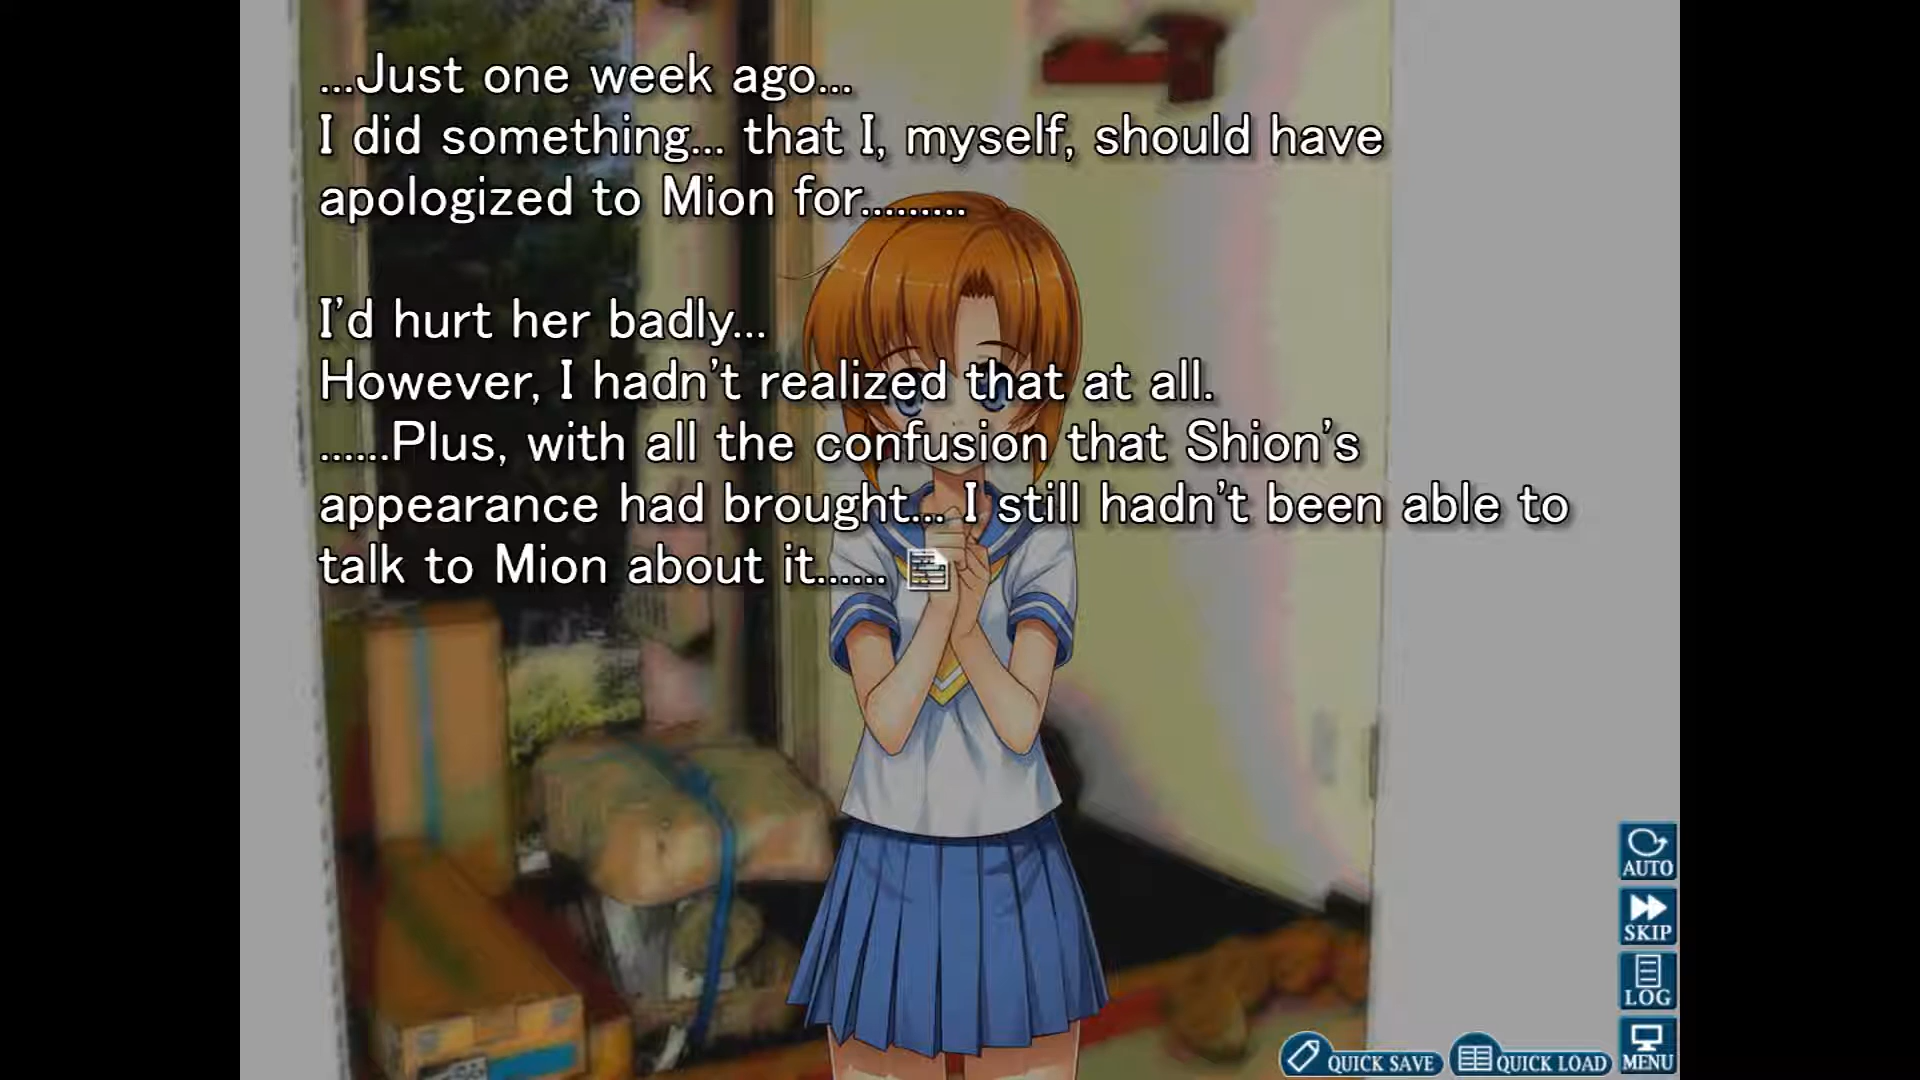 ...Just one week ago...
I did something... that I, myself, should have
apologized to Mion for.........
I'd hurt her badly...
However, I hadn't realized that at all.
......Plus, with all the confusion that Shion's
appearance had brought... I still hadn't been able to
talk to Mion about it......
AUTO
SKIP
LOG
MENU
QUICK SAVE
QUICK LOAD